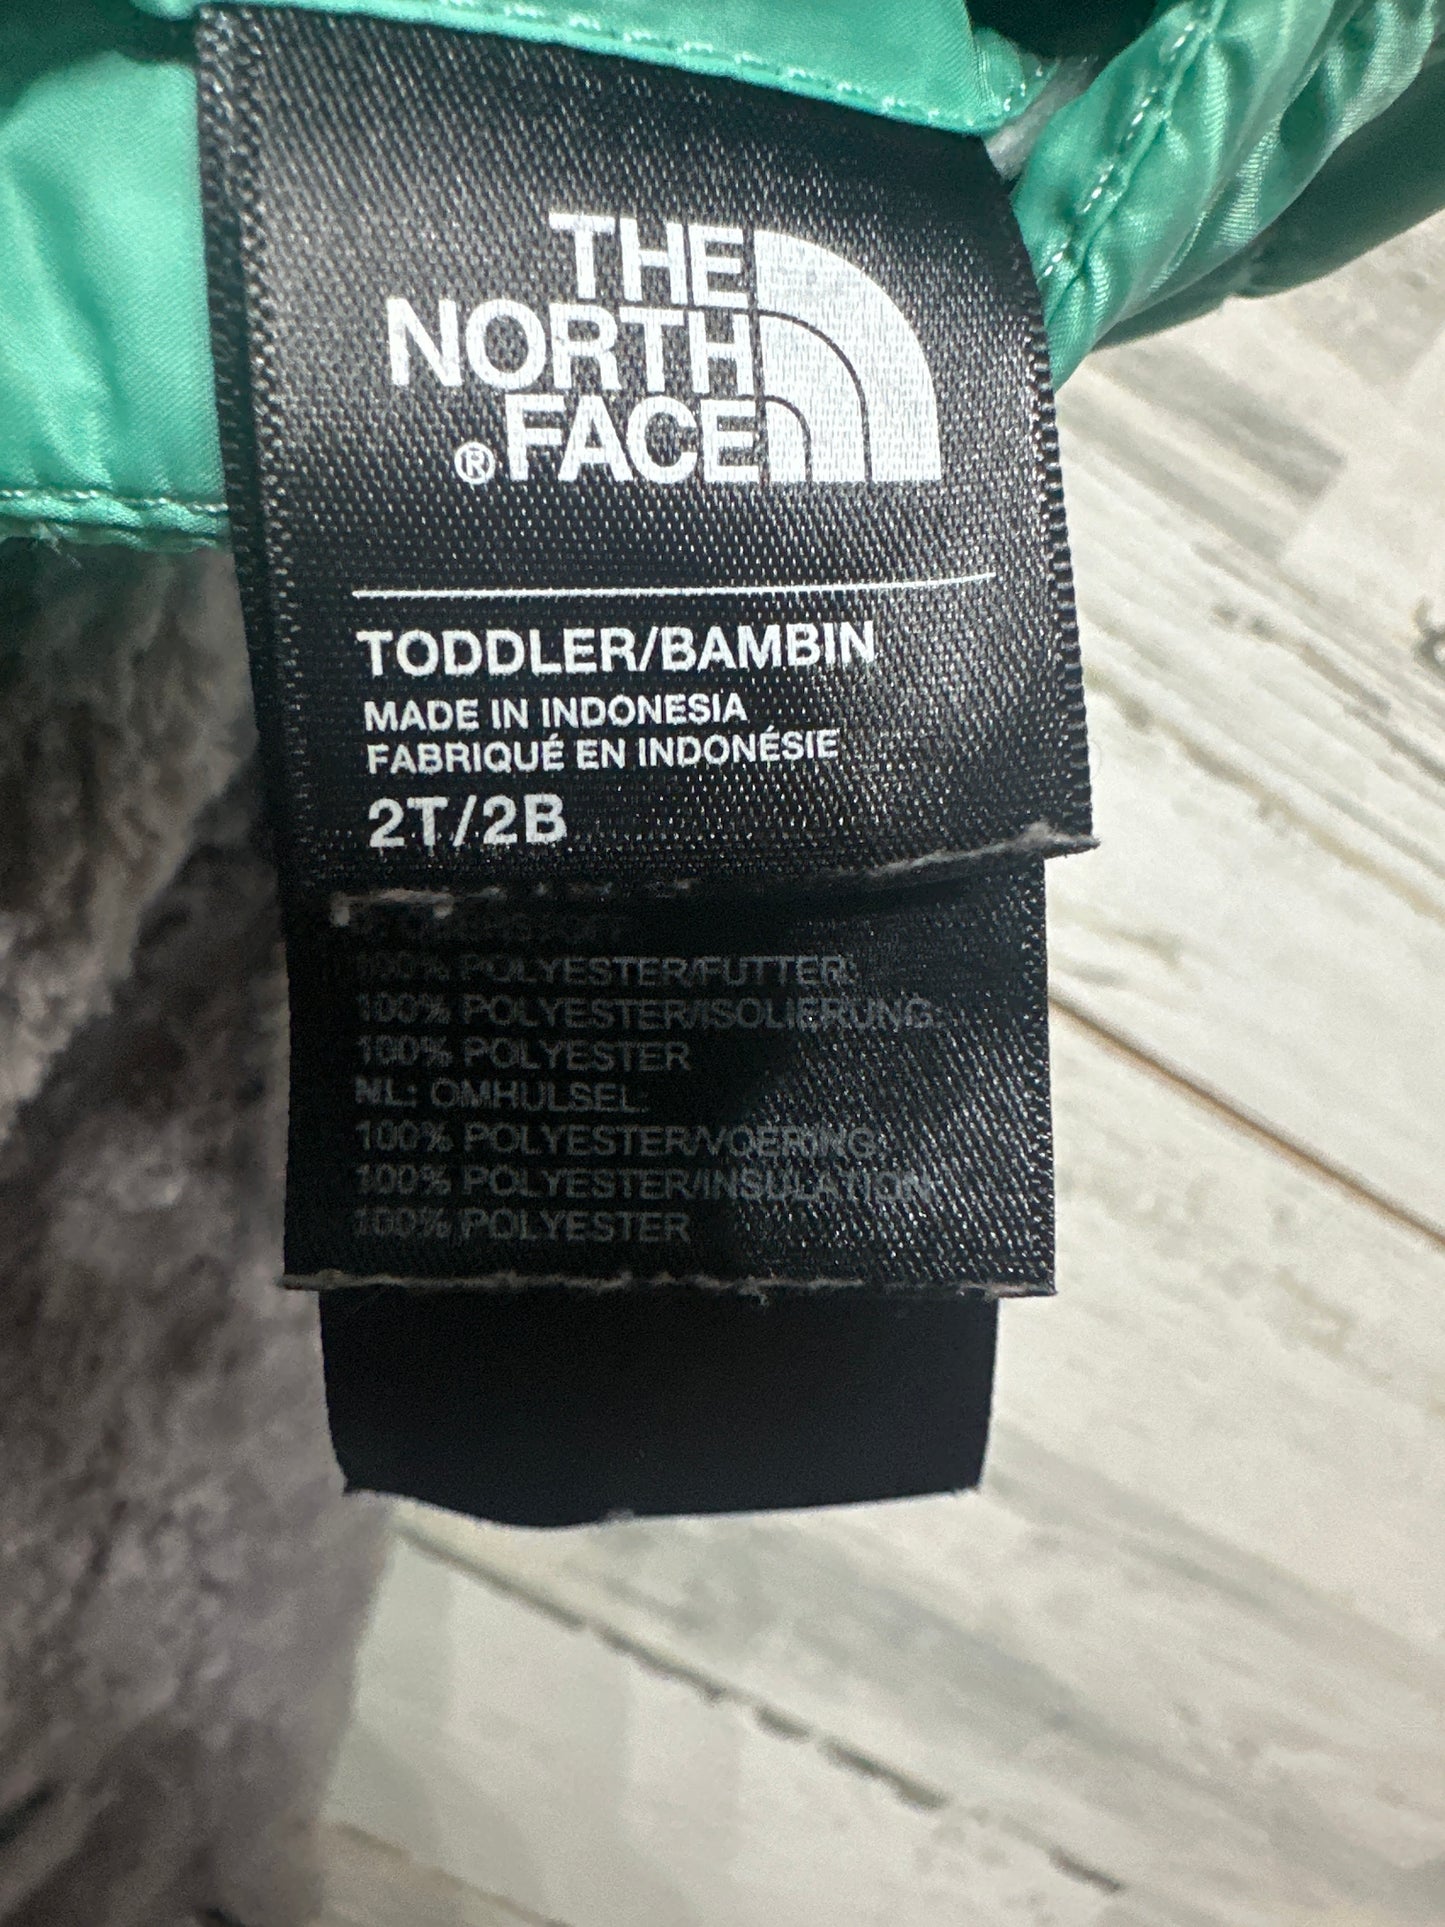 THE
NORTH
®FACE
TODDLER/BAMBIN
MADE IN INDONESIA
FABRIQUÉ EN INDONÉSIE
2T/2B
100% POLYESTER/FUTTER:
100% POLYESTER/ISOLIERUNG:
100% POLYESTER
NL: OMHULSEL:
100% POLYESTER/VOERING:
100% POLYESTER/INSULATION:
100% POLYESTER